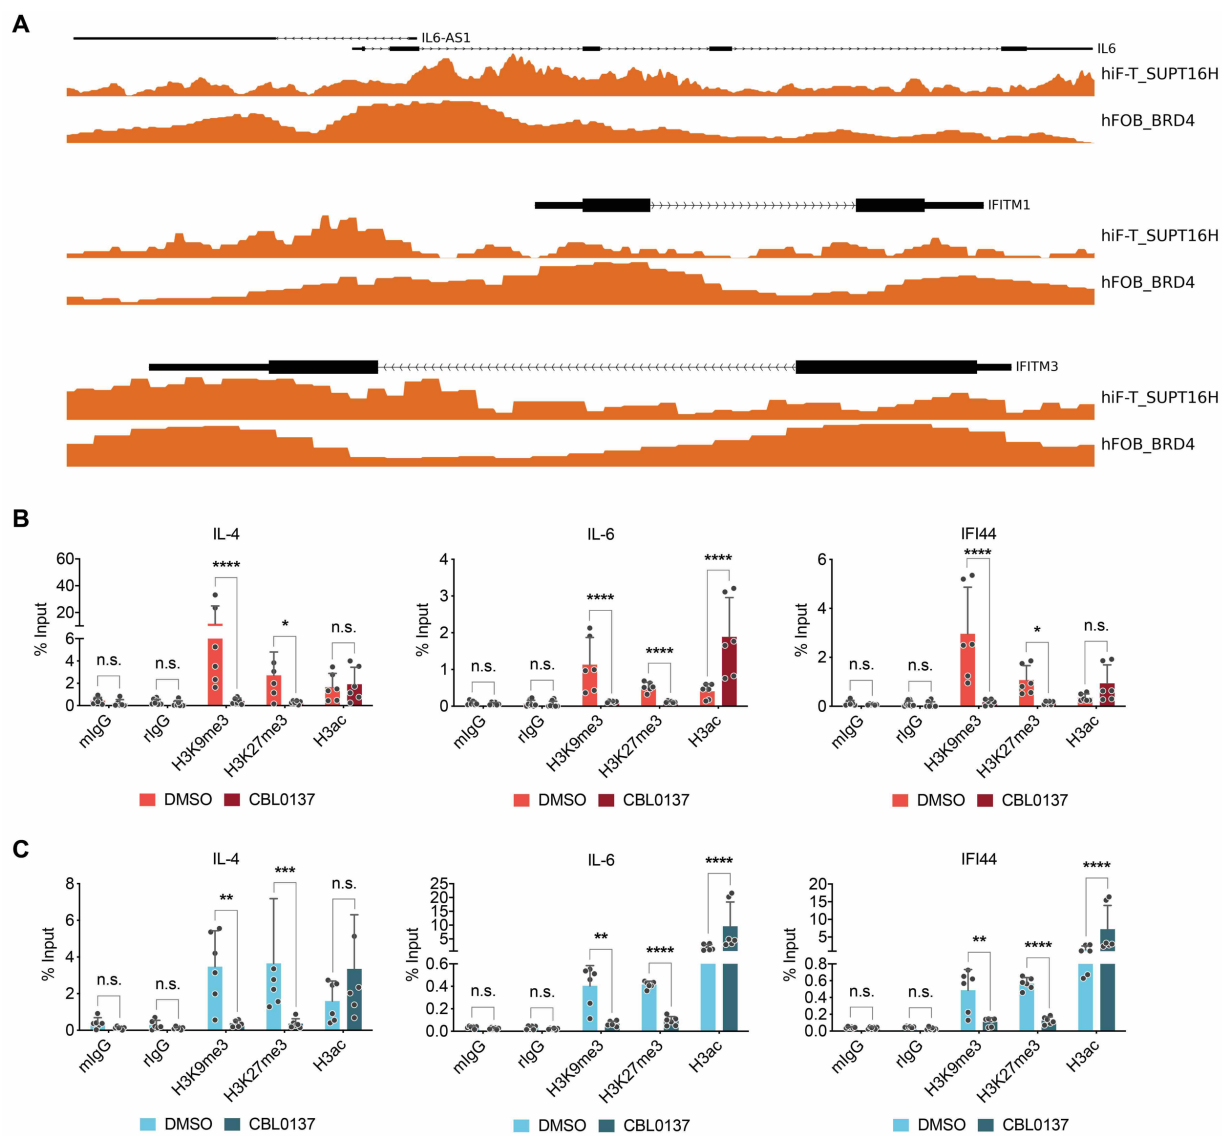 A
IL6-AS1
IL6
hiF-T_SUPT16H
hFOB_BRD4
IFITM1
hiF-T_SUPT16H
hFOB_BRD4
IFITM3
hiF-T_SUPT16H
hFOB_BRD4
B
IL-4
% Input
60
40
20
6
4
2
0
n.s.
n.s.
****
*
n.s.
mIgG
rIgG
H3K9me3
H3K27me3
H3ac
DMSO
CBL0137
IL-6
% Input
4
3
2
1
0
n.s.
n.s.
****
****
****
mIgG
rIgG
H3K9me3
H3K27me3
H3ac
DMSO
CBL0137
IFI44
% Input
6
4
2
0
n.s.
n.s.
****
*
n.s.
mIgG
rIgG
H3K9me3
H3K27me3
H3ac
DMSO
CBL0137
C
IL-4
% Input
8
6
4
2
0
n.s.
n.s.
**
***
n.s.
mIgG
rIgG
H3K9me3
H3K27me3
H3ac
DMSO
CBL0137
IL-6
% Input
25
20
15
10
5
0.6
0.4
0.2
0.0
n.s.
n.s.
**
****
****
mIgG
rIgG
H3K9me3
H3K27me3
H3ac
DMSO
CBL0137
IFI44
% Input
20
15
10
5
0.8
0.6
0.4
0.2
0.0
n.s.
n.s.
**
****
****
mIgG
rIgG
H3K9me3
H3K27me3
H3ac
DMSO
CBL0137